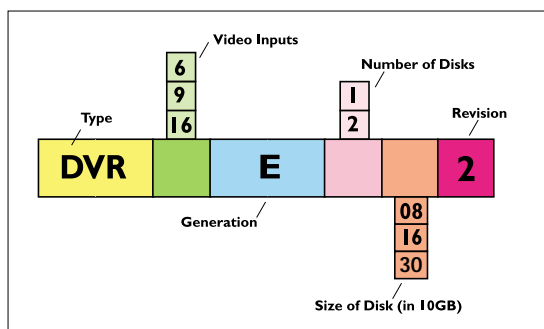 Video Inputs
6
9
16
Number of Disks
1
2
Type
Revision
DVR
E
2
Generation
08
16
30
Size of Disk (in 10GB)